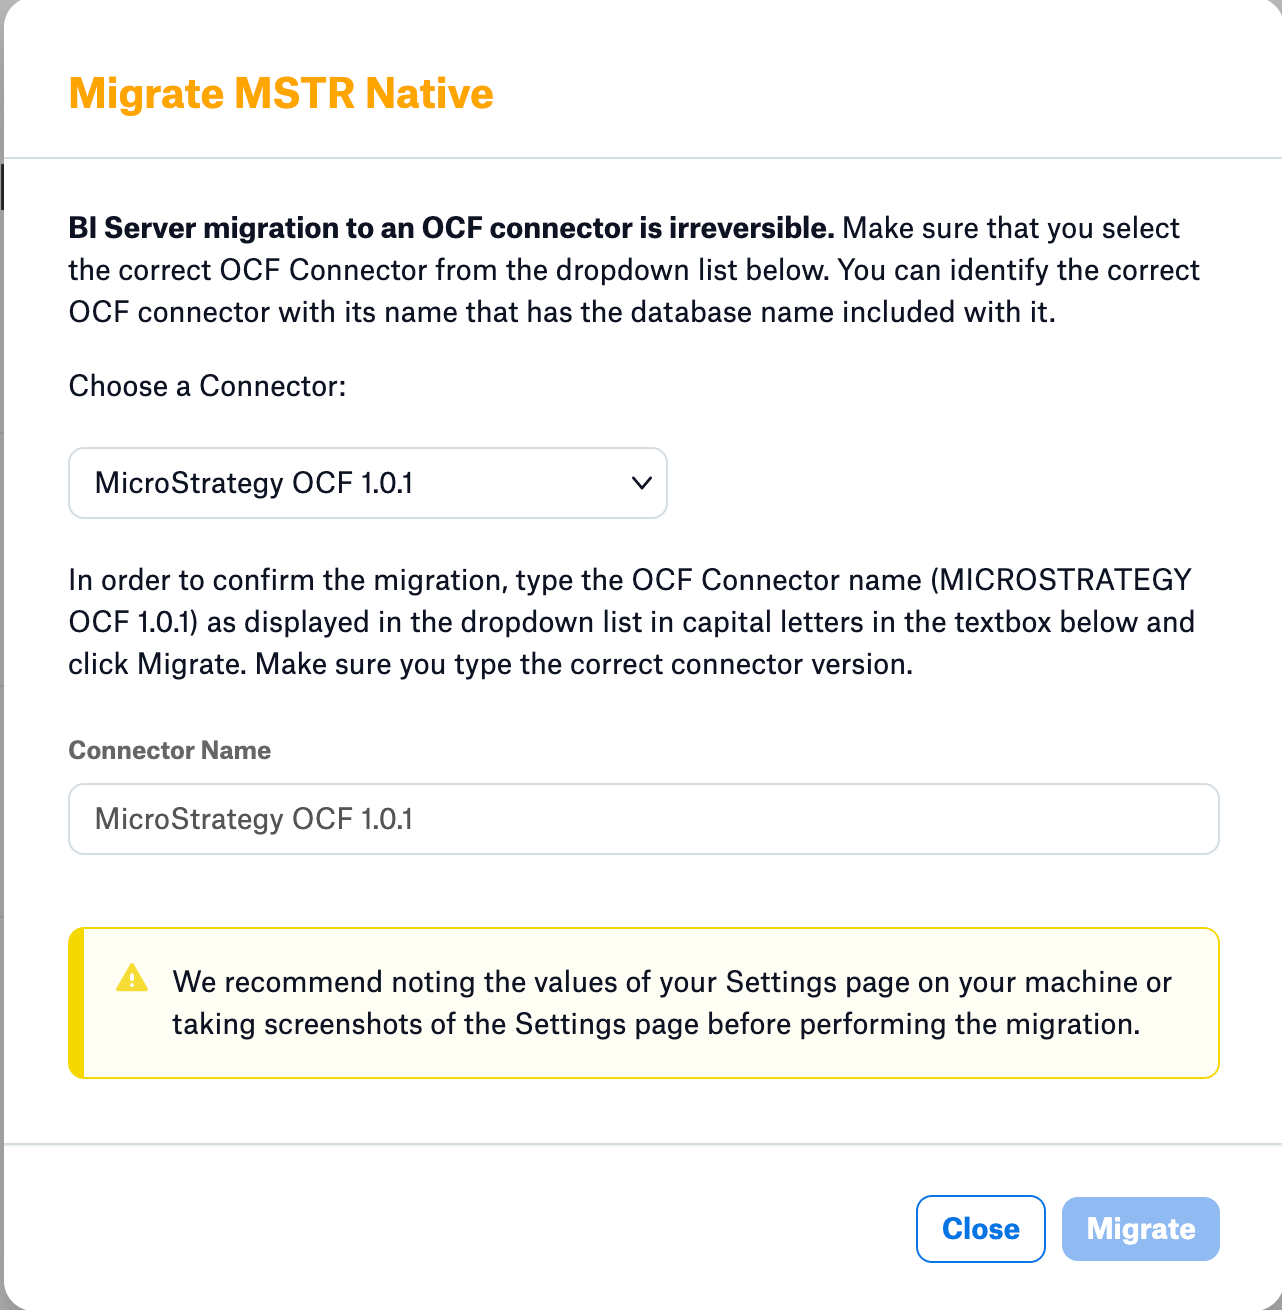 Migrate MSTR Native
BI Server migration to an OCF connector is irreversible. Make sure that you select
the correct OCF Connector from the dropdown list below. You can identify the correct
OCF connector with its name that has the database name included with it.
Choose a Connector:
MicroStrategy OCF 1.0.1
In order to confirm the migration, type the OCF Connector name (MICROSTRATEGY
OCF 1.0.1) as displayed in the dropdown list in capital letters in the textbox below and
click Migrate. Make sure you type the correct connector version.
Connector Name
MicroStrategy OCF 1.0.1
We recommend noting the values of your Settings page on your machine or
taking screenshots of the Settings page before performing the migration.
Close
Migrate